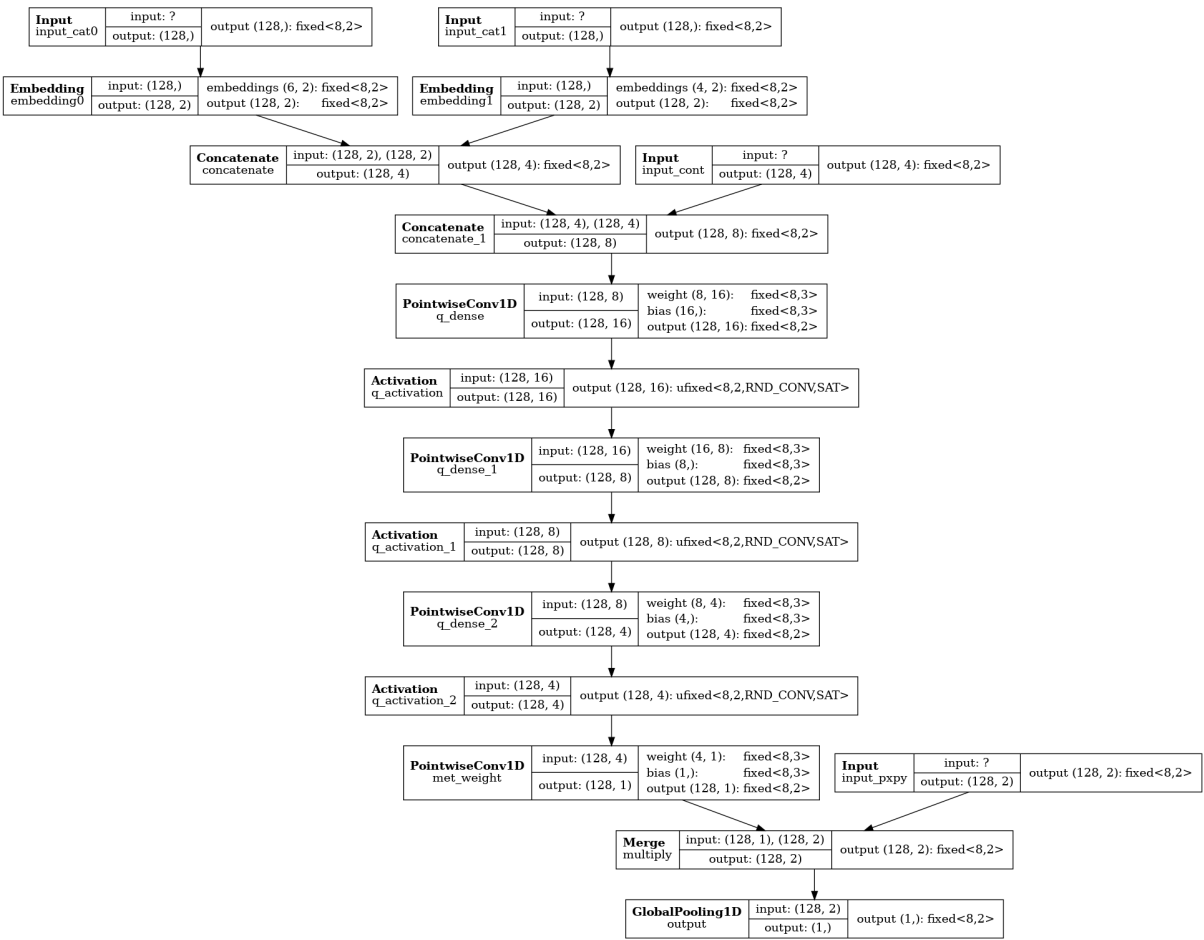 Input
input_cat0
input: ?
output: (128,)
output (128,): fixed<8,2>
Input
input_cat1
input: ?
output: (128,)
output (128,): fixed<8,2>
Embedding
embedding0
input: (128,)
output: (128, 2)
embeddings (6, 2): fixed<8,2>
output (128, 2): fixed<8,2>
Embedding
embedding1
input: (128,)
output: (128, 2)
embeddings (4, 2): fixed<8,2>
output (128, 2): fixed<8,2>
Concatenate
concatenate
input: (128, 2), (128, 2)
output: (128, 4)
output (128, 4): fixed<8,2>
Input
input_cont
input: ?
output: (128, 4)
output (128, 4): fixed<8,2>
Concatenate
concatenate_1
input: (128, 4), (128, 4)
output: (128, 8)
output (128, 8): fixed<8,2>
PointwiseConv1D
q_dense
input: (128, 8)
output: (128, 16)
weight (8, 16): fixed<8,3>
bias (16,): fixed<8,3>
output (128, 16): fixed<8,2>
Activation
q_activation
input: (128, 16)
output: (128, 16)
output (128, 16): ufixed<8,2,RND_CONV,SAT>
PointwiseConv1D
q_dense_1
input: (128, 16)
output: (128, 8)
weight (16, 8): fixed<8,3>
bias (8,): fixed<8,3>
output (128, 8): fixed<8,2>
Activation
q_activation_1
input: (128, 8)
output: (128, 8)
output (128, 8): ufixed<8,2,RND_CONV,SAT>
PointwiseConv1D
q_dense_2
input: (128, 8)
output: (128, 4)
weight (8, 4): fixed<8,3>
bias (4,): fixed<8,3>
output (128, 4): fixed<8,2>
Activation
q_activation_2
input: (128, 4)
output: (128, 4)
output (128, 4): ufixed<8,2,RND_CONV,SAT>
PointwiseConv1D
met_weight
input: (128, 4)
output: (128, 1)
weight (4, 1): fixed<8,3>
bias (1,): fixed<8,3>
output (128, 1): fixed<8,2>
Input
input_pxpy
input: ?
output: (128, 2)
output (128, 2): fixed<8,2>
Merge
multiply
input: (128, 1), (128, 2)
output: (128, 2)
output (128, 2): fixed<8,2>
GlobalPooling1D
output
input: (128, 2)
output: (1,)
output (1,): fixed<8,2>